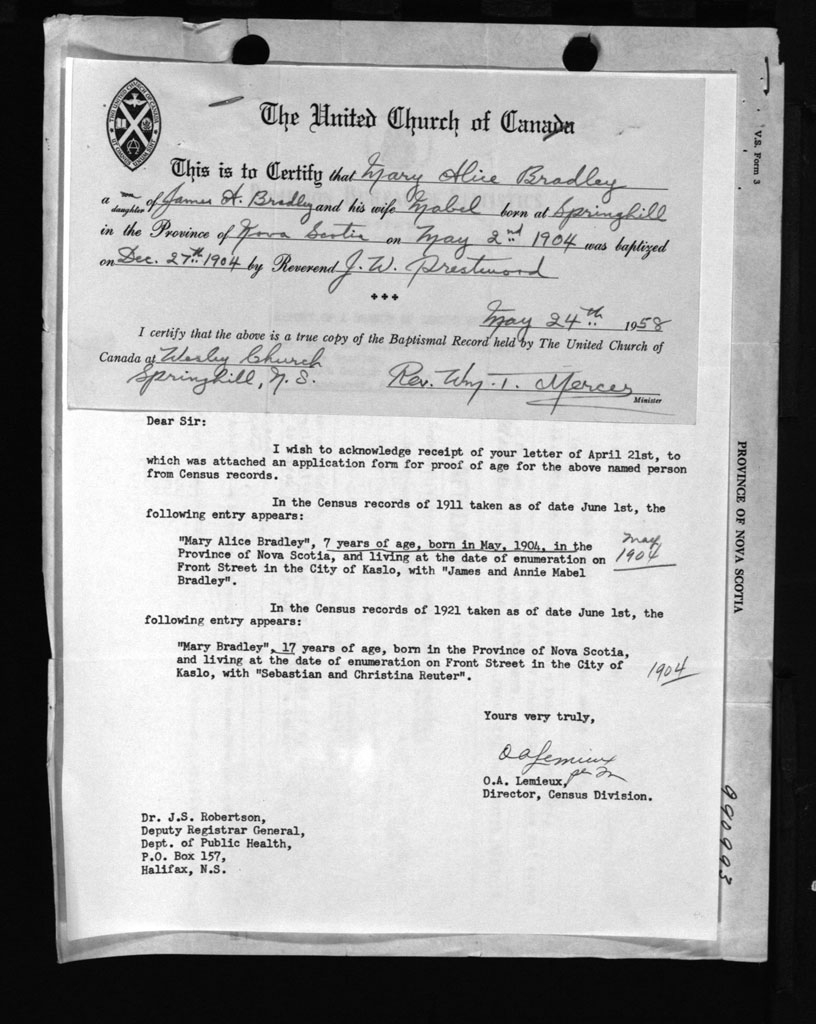 The United Church of Canada
This is to Certify that Mary Alice Bradley
a son
daughter of James A. Bradley and his wife Mabel born at Springhill
in the Province of Nova Scotia on May 2nd 1904 was baptized
on Dec. 27th 1904 by Reverend J. W. Prestwood
May 24th 1958
I certify that the above is a true copy of the Baptismal Record held by The United Church of
Canada at Wesley Church
Springhill, N.S. Rev. Wm. T. Mercer
Minister
Dear Sir:
I wish to acknowledge receipt of your letter of April 21st, to
which was attached an application form for proof of age for the above named person
from Census records.
In the Census records of 1911 taken as of date June 1st, the
following entry appears:
"Mary Alice Bradley", 7 years of age, born in May, 1904, in the
Province of Nova Scotia, and living at the date of enumeration on
Front Street in the City of Kaslo, with "James and Annie Mabel
Bradley".
May
1904
In the Census records of 1921 taken as of date June 1st, the
following entry appears:
"Mary Bradley", 17 years of age, born in the Province of Nova Scotia,
and living at the date of enumeration on Front Street in the City of
Kaslo, with "Sebastian and Christina Reuter".
1904
Yours very truly,
O A Lemieux
per
O.A. Lemieux,
Director, Census Division.
Dr. J.S. Robertson,
Deputy Registrar General,
Dept. of Public Health,
P.O. Box 157,
Halifax, N.S.
V.S. Form 3
PROVINCE OF NOVA SCOTIA